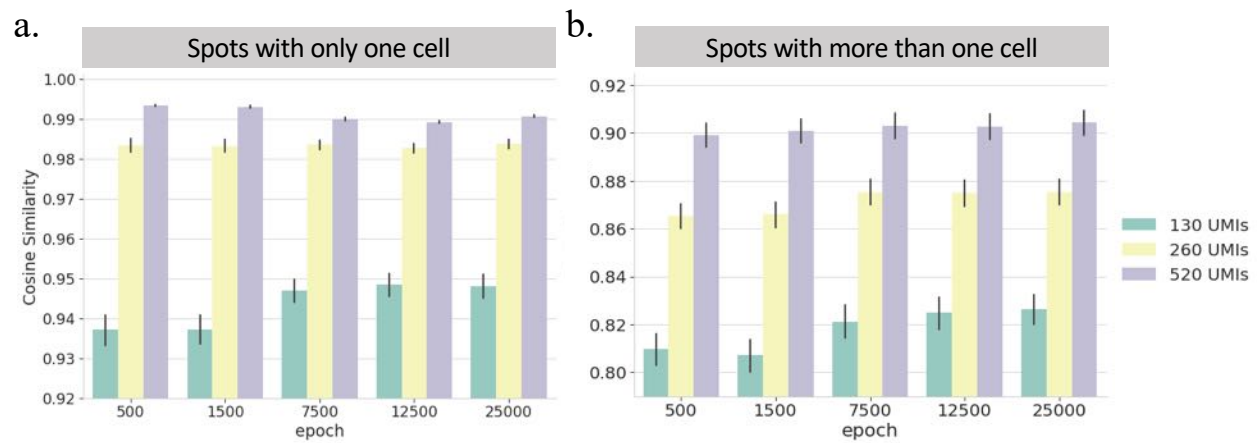 a.
Spots with only one cell
Cosine Similarity
1.00
0.99
0.98
0.97
0.96
0.95
0.94
0.93
0.92
500 1500 7500 12500 25000
epoch
b.
Spots with more than one cell
0.92
0.90
0.88
0.86
0.84
0.82
0.80
500 1500 7500 12500 25000
epoch
130 UMIs
260 UMIs
520 UMIs